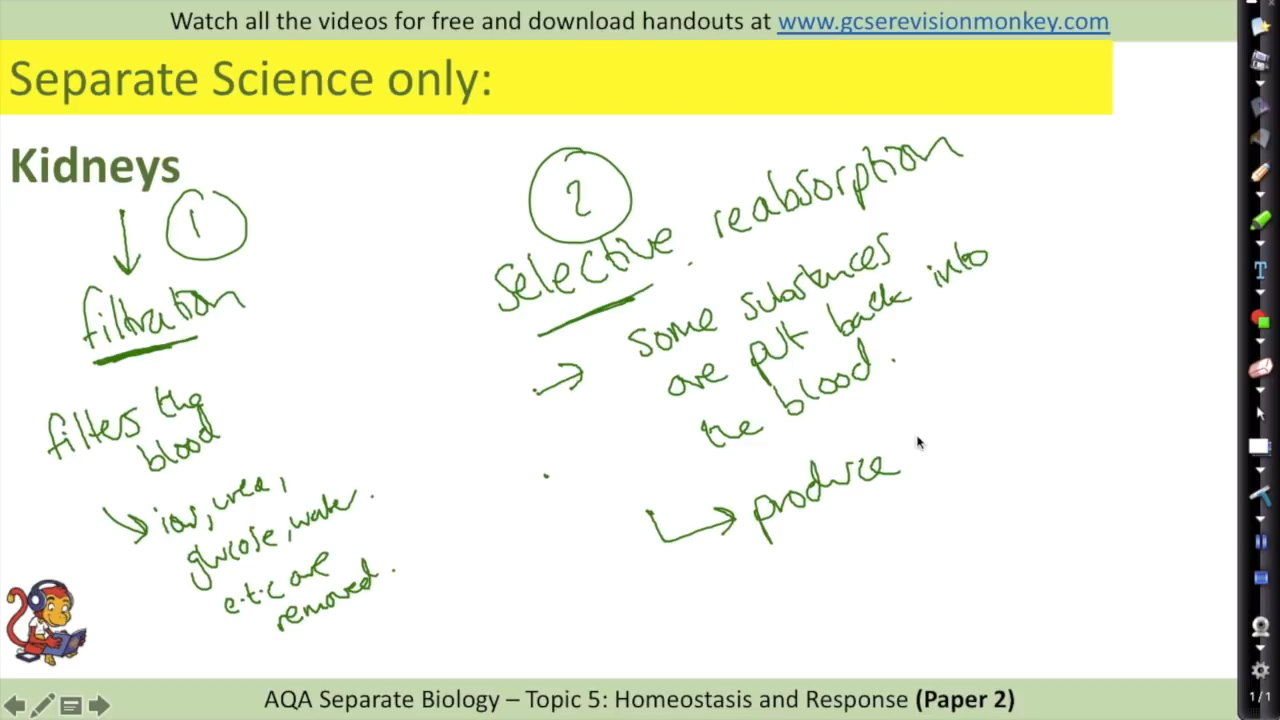 Watch all the videos for free and download handouts at www.gcserevisionmonkey.com
Separate Science only:
Kidneys
1
filtration
filters the
blood
ions, urea,
glucose, water.
e.t.c are
removed.
2
Selective reabsorption
some substances
are put back into
the blood.
produce
AQA Separate Biology – Topic 5: Homeostasis and Response (Paper 2)
1/1